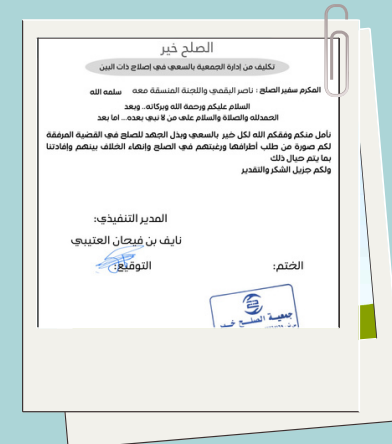 الصلح خير
تكليف من إدارة الجمعية بالسعي في إصلاح ذات البين
المكرم سفير الصلح : ناصر البقمي واللجنة المنسقة معه سلمه الله
السلام عليكم ورحمة الله وبركاته.. وبعد
الحمدلله والصلاة والسلام على من لا نبي بعده... اما بعد
نأمل منكم وفقكم الله لكل خير بالسعي وبذل الجهد للصلح في القضية المرفقة
لكم صورة من طلب أطرافها ورغبتهم في الصلح وإنهاء الخلاف بينهم وإفادتنا
بما يتم حيال ذلك
ولكم جزيل الشكر والتقدير
المدير التنفيذي:
نايف بن فيحان العتيبي
التوقيع:
الختم:
جمعية الصلح خير